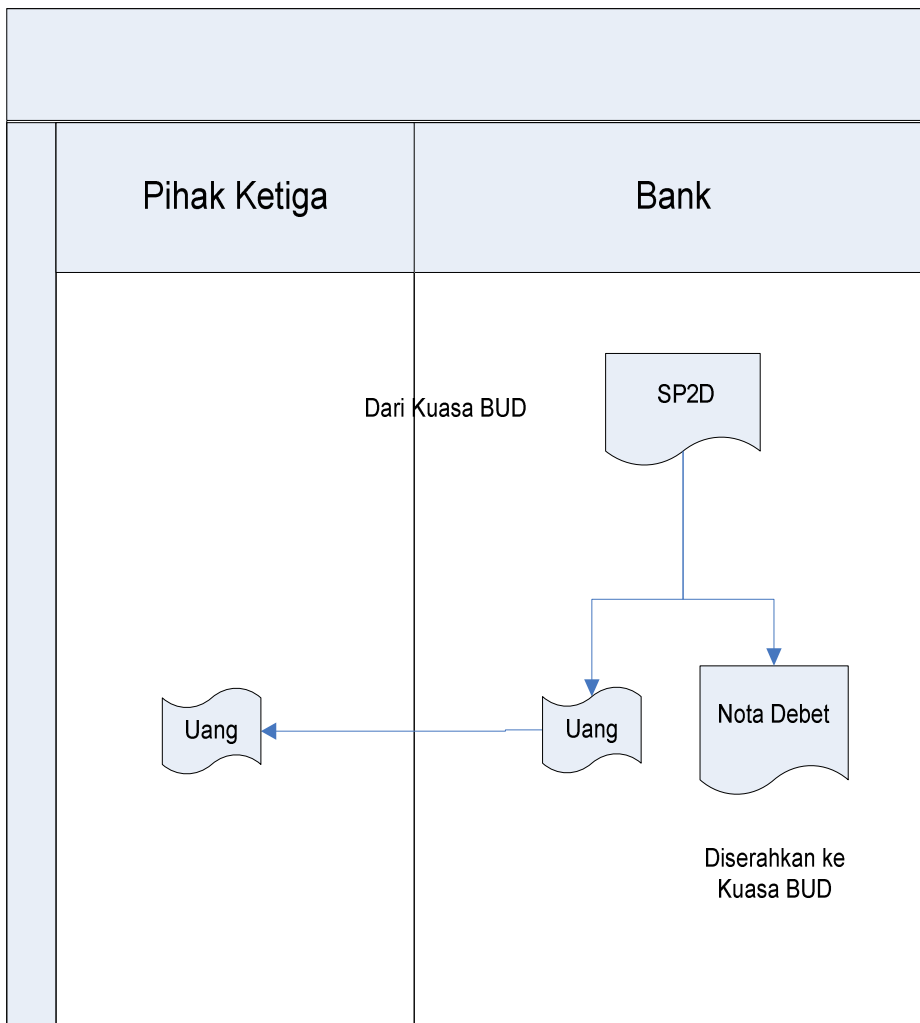 Pihak Ketiga
Bank
SP2D
Dari Kuasa BUD
Uang
Uang
Nota Debet
Diserahkan ke
Kuasa BUD